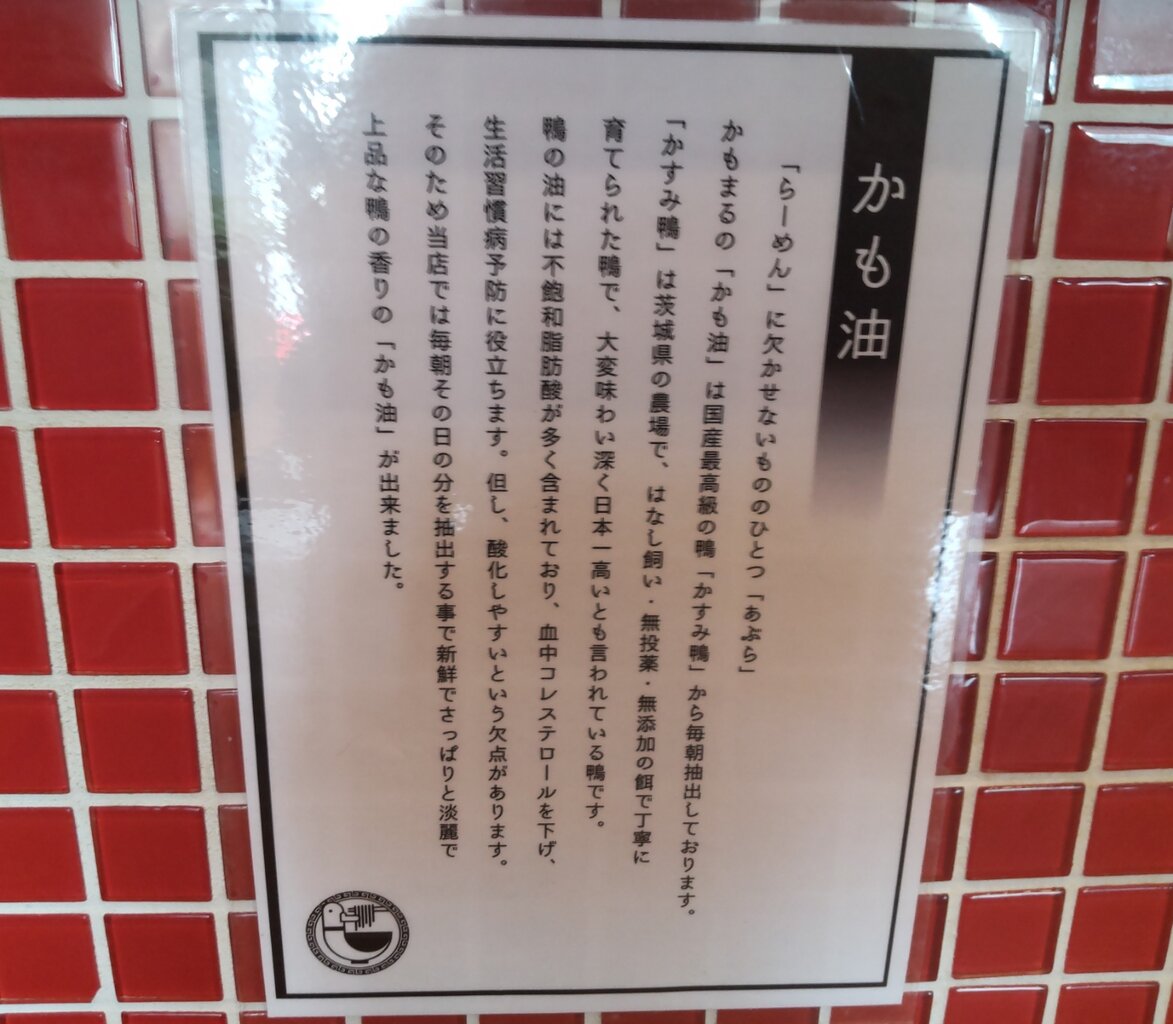 かも油
「らーめん」に欠かせないもののひとつ「あぶら」
かもまるの「かも油」は国産最高級の鴨「かすみ鴨」から毎朝抽出しております。
「かすみ鴨」は茨城県の農場で、はなし飼い・無投薬・無添加の餌で丁寧に
育てられた鴨で、大変味わい深く日本一高いとも言われている鴨です。
鴨の油には不飽和脂肪酸が多く含まれており、血中コレステロールを下げ、
生活習慣病予防に役立ちます。但し、酸化しやすいという欠点があります。
そのため当店では毎朝その日の分を抽出する事で新鮮でさっぱりと淡麗で
上品な鴨の香りの「かも油」が出来ました。